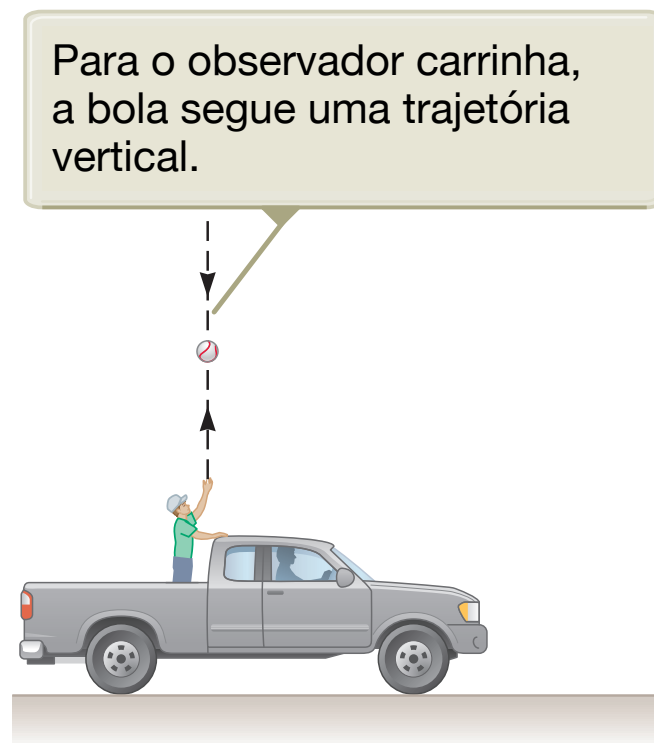 Para o observador carrinha,
a bola segue uma trajetória
vertical.